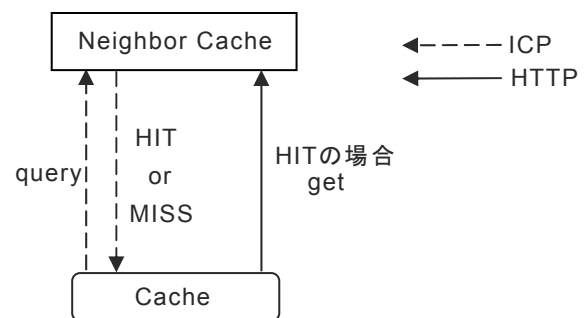 Neighbor Cache
ICP
HTTP
query
HIT
or
MISS
HITの場合
get
Cache